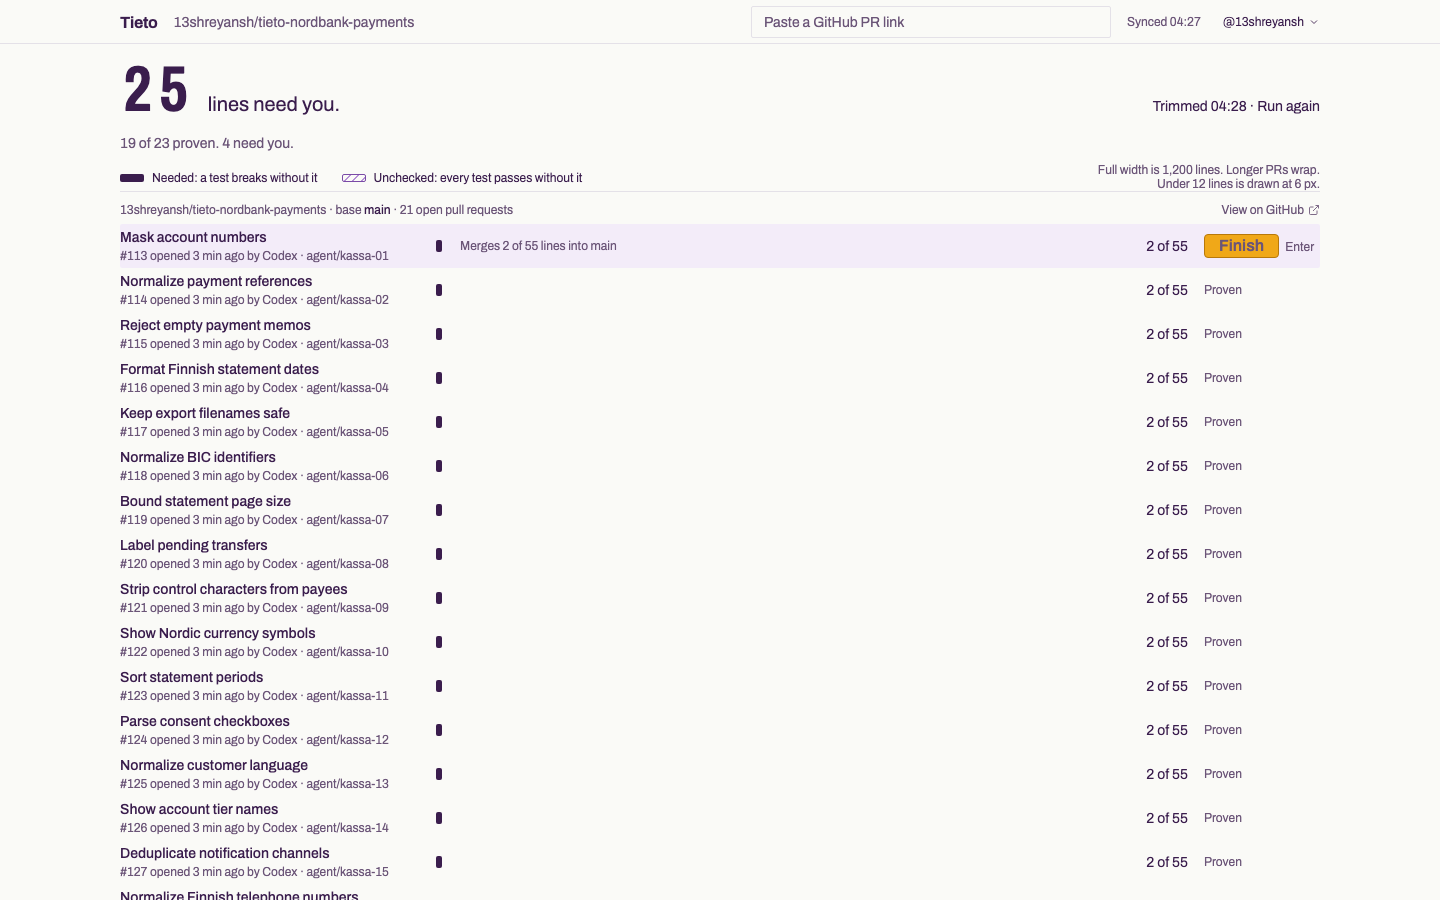 Tieto 13shreyansh/tieto-nordbank-payments Paste a GitHub PR link Synced 04:27 @13shreyansh
25 lines need you. Trimmed 04:28 · Run again
19 of 23 proven. 4 need you.
Needed: a test breaks without it Unchecked: every test passes without it
Full width is 1,200 lines. Longer PRs wrap.
Under 12 lines is drawn at 6 px.
13shreyansh/tieto-nordbank-payments · base main · 21 open pull requests View on GitHub
Mask account numbers
#113 opened 3 min ago by Codex · agent/kassa-01
Merges 2 of 55 lines into main 2 of 55 Finish Enter
Normalize payment references
#114 opened 3 min ago by Codex · agent/kassa-02
2 of 55 Proven
Reject empty payment memos
#115 opened 3 min ago by Codex · agent/kassa-03
2 of 55 Proven
Format Finnish statement dates
#116 opened 3 min ago by Codex · agent/kassa-04
2 of 55 Proven
Keep export filenames safe
#117 opened 3 min ago by Codex · agent/kassa-05
2 of 55 Proven
Normalize BIC identifiers
#118 opened 3 min ago by Codex · agent/kassa-06
2 of 55 Proven
Bound statement page size
#119 opened 3 min ago by Codex · agent/kassa-07
2 of 55 Proven
Label pending transfers
#120 opened 3 min ago by Codex · agent/kassa-08
2 of 55 Proven
Strip control characters from payees
#121 opened 3 min ago by Codex · agent/kassa-09
2 of 55 Proven
Show Nordic currency symbols
#122 opened 3 min ago by Codex · agent/kassa-10
2 of 55 Proven
Sort statement periods
#123 opened 3 min ago by Codex · agent/kassa-11
2 of 55 Proven
Parse consent checkboxes
#124 opened 3 min ago by Codex · agent/kassa-12
2 of 55 Proven
Normalize customer language
#125 opened 3 min ago by Codex · agent/kassa-13
2 of 55 Proven
Show account tier names
#126 opened 3 min ago by Codex · agent/kassa-14
2 of 55 Proven
Deduplicate notification channels
#127 opened 3 min ago by Codex · agent/kassa-15
2 of 55 Proven
Normalize Finnish telephone numbers